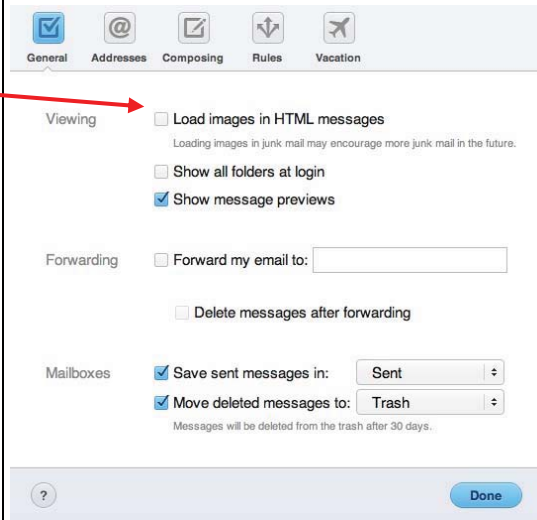 General Addresses Composing Rules Vacation
Viewing Load images in HTML messages
Loading images in junk mail may encourage more junk mail in the future.
Show all folders at login
Show message previews
Forwarding Forward my email to:
Delete messages after forwarding
Mailboxes Save sent messages in: Sent
Move deleted messages to: Trash
Messages will be deleted from the trash after 30 days.
? Done